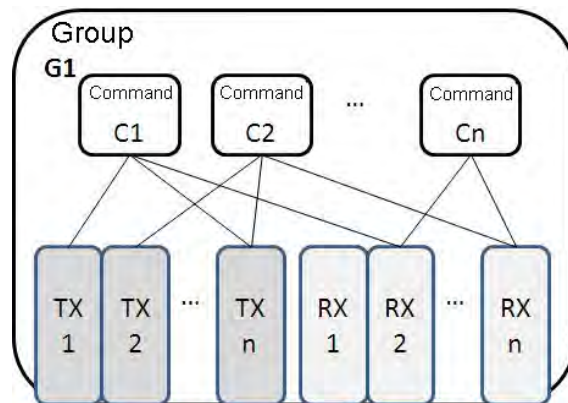 Group
G1
Command Command ... Command
C1 C2 Cn
TX TX ... TX RX RX ... RX
1 2 n 1 2 n